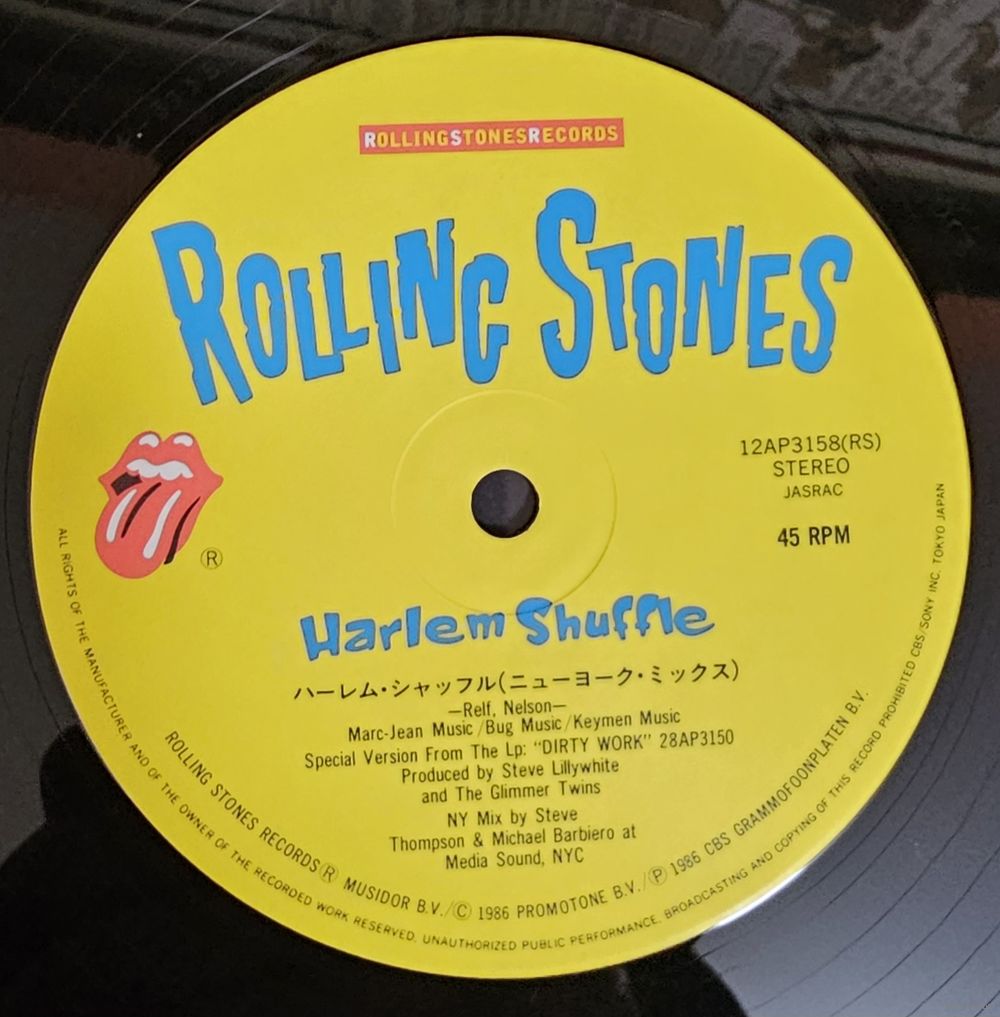 ROLLINGSTONESRECORDS
ROLLING STONES
12AP3158(RS)
STEREO
JASRAC
45 RPM
®
Harlem Shuffle
ハーレム・シャッフル(ニューヨーク・ミックス)
—Relf, Nelson—
Marc-Jean Music/Bug Music/Keymen Music
Special Version From The Lp: “DIRTY WORK” 28AP3150
Produced by Steve Lillywhite
and The Glimmer Twins
NY Mix by Steve
Thompson & Michael Barbiero at
Media Sound, NYC
ROLLING STONES RECORDS® MUSIDOR B.V./© 1986 PROMOTONE B.V./℗ 1986 CBS GRAMMOFOONPLATEN B.V.
ALL RIGHTS OF THE MANUFACTURER AND OF THE OWNER OF THE RECORDED WORK RESERVED. UNAUTHORIZED PUBLIC PERFORMANCE, BROADCASTING AND COPYING OF THIS RECORD PROHIBITED CBS/SONY INC. TOKYO JAPAN